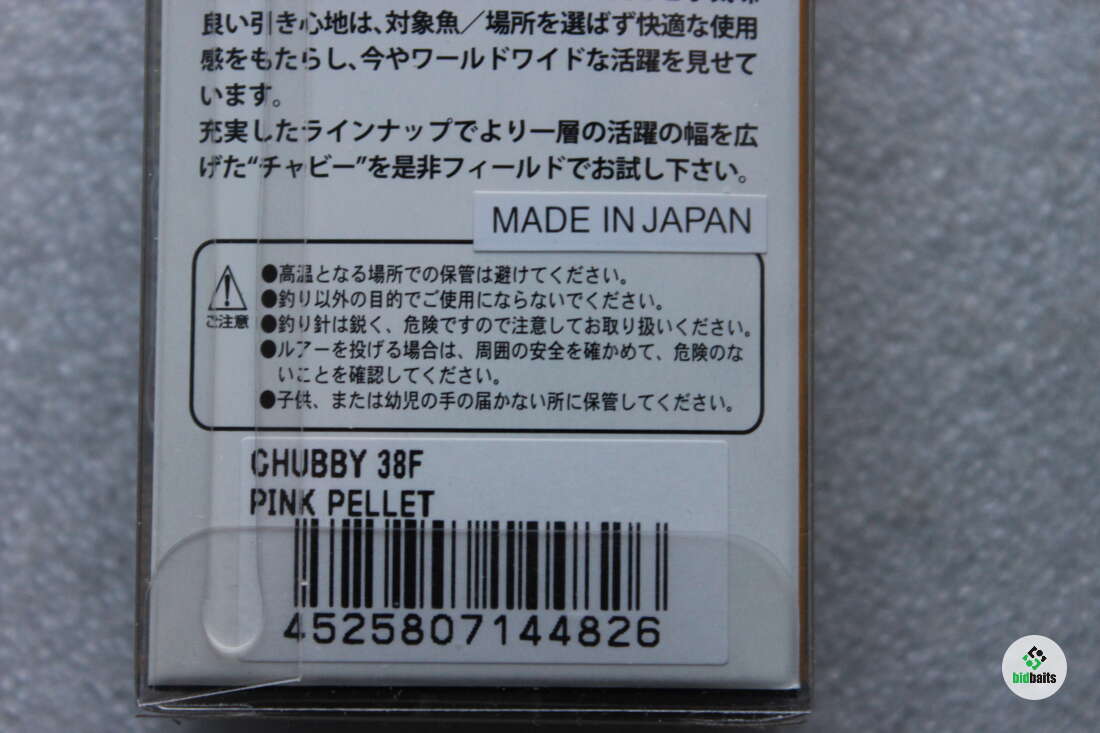 良い引き心地は、対象魚／場所を選ばず快適な使用
感をもたらし、今やワールドワイドな活躍を見せて
います。
充実したラインナップでより一層の活躍の幅を広
げた“チャビー”を是非フィールドでお試し下さい。
MADE IN JAPAN
ご注意
●高温となる場所での保管は避けてください。
●釣り以外の目的でご使用にならないでください。
●釣り針は鋭く、危険ですので注意してお取り扱いください。
●ルアーを投げる場合は、周囲の安全を確かめて、危険のな
いことを確認してください。
●子供、または幼児の手の届かない所に保管してください。
CHUBBY 38F
PINK PELLET
4525807144826
bidbaits